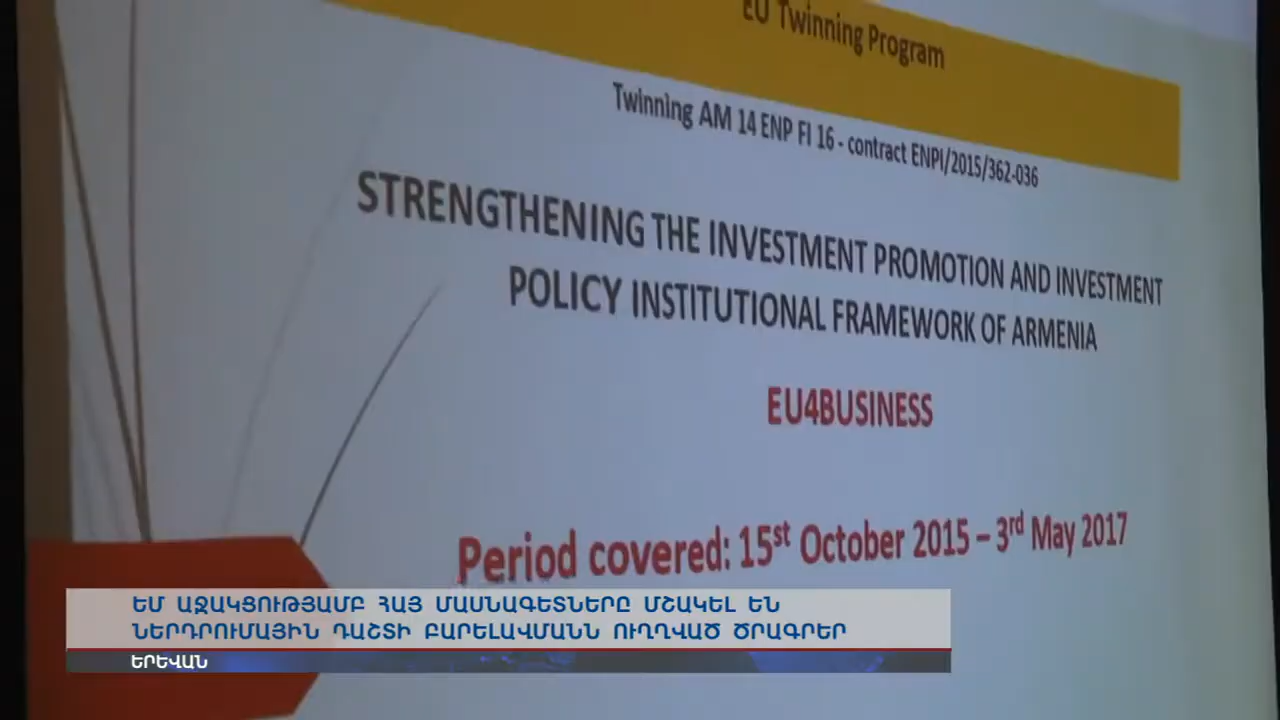 EU Twinning Program
Twinning AM 14 ENP FI 16 - contract ENPI/2015/362-036
STRENGTHENING THE INVESTMENT PROMOTION AND INVESTMENT
POLICY INSTITUTIONAL FRAMEWORK OF ARMENIA
EU4BUSINESS
Period covered: 15st October 2015 – 3rd May 2017
ԵՄ ԱՋԱԿՑՈՒԹՅԱՄԲ ՀԱՅ ՄԱՍՆԱԳԵՏՆԵՐԸ ՄՇԱԿԵԼ ԵՆ
ՆԵՐԴՐՈՒՄԱՅԻՆ ԴԱՇՏԻ ԲԱՐԵԼԱՎՄԱՆՆ ՈՒՂՂՎԱԾ ԾՐԱԳՐԵՐ
ԵՐԵՎԱՆ